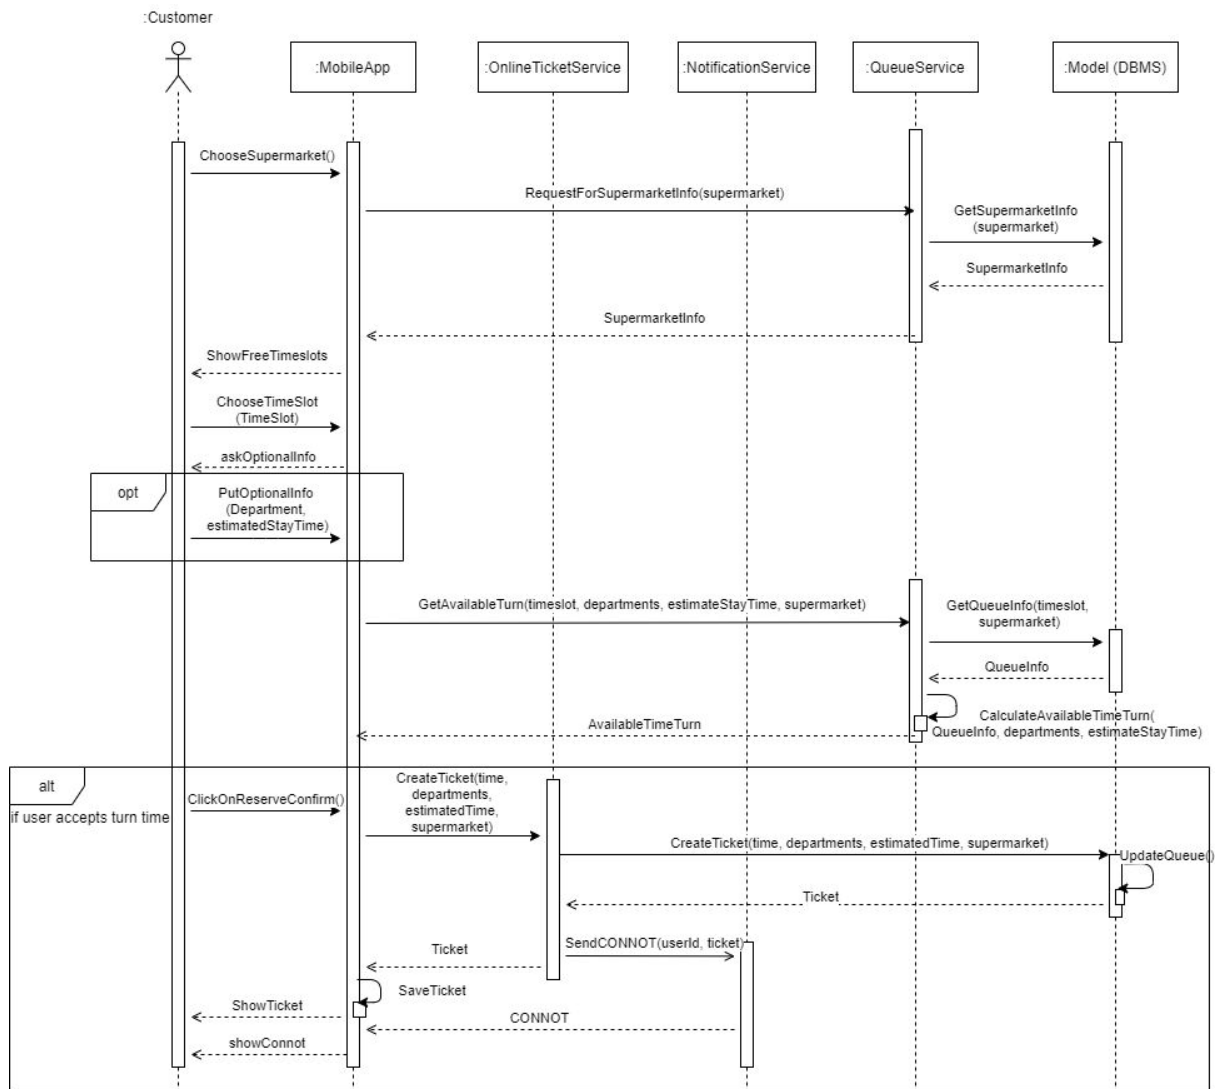 :Customer
:MobileApp
:OnlineTicketService
:NotificationService
:QueueService
:Model (DBMS)
ChooseSupermarket()
RequestForSupermarketInfo(supermarket)
GetSupermarketInfo
(supermarket)
SupermarketInfo
SupermarketInfo
ShowFreeTimeslots
ChooseTimeSlot
(TimeSlot)
askOptionalInfo
opt
PutOptionalInfo
(Department,
estimatedStayTime)
GetAvailableTurn(timeslot, departments, estimateStayTime, supermarket)
GetQueueInfo(timeslot,
supermarket)
QueueInfo
CalculateAvailableTimeTurn(
QueueInfo, departments, estimateStayTime)
AvailableTimeTurn
alt
if user accepts turn time
ClickOnReserveConfirm()
CreateTicket(time,
departments,
estimatedTime,
supermarket)
CreateTicket(time, departments, estimatedTime, supermarket)
UpdateQueue()
Ticket
SendCONNOT(userId, ticket)
Ticket
SaveTicket
ShowTicket
CONNOT
showConnot